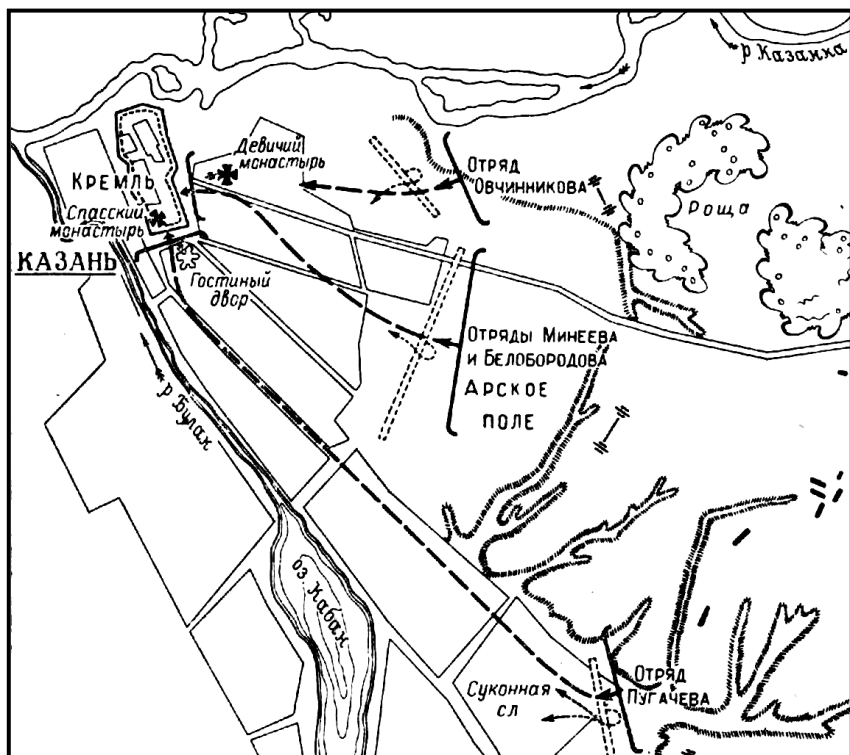 р Казанка
Девичий
монастырь
Отряд
Овчинникова
Роща
Кремль
Спасский
монастырь
КАЗАНЬ
Гостиный
двор
Отряды Минеева
и Белобородова
Арское
поле
р Булак
оз. Кабан
Отряд
Пугачева
Суконная
сл